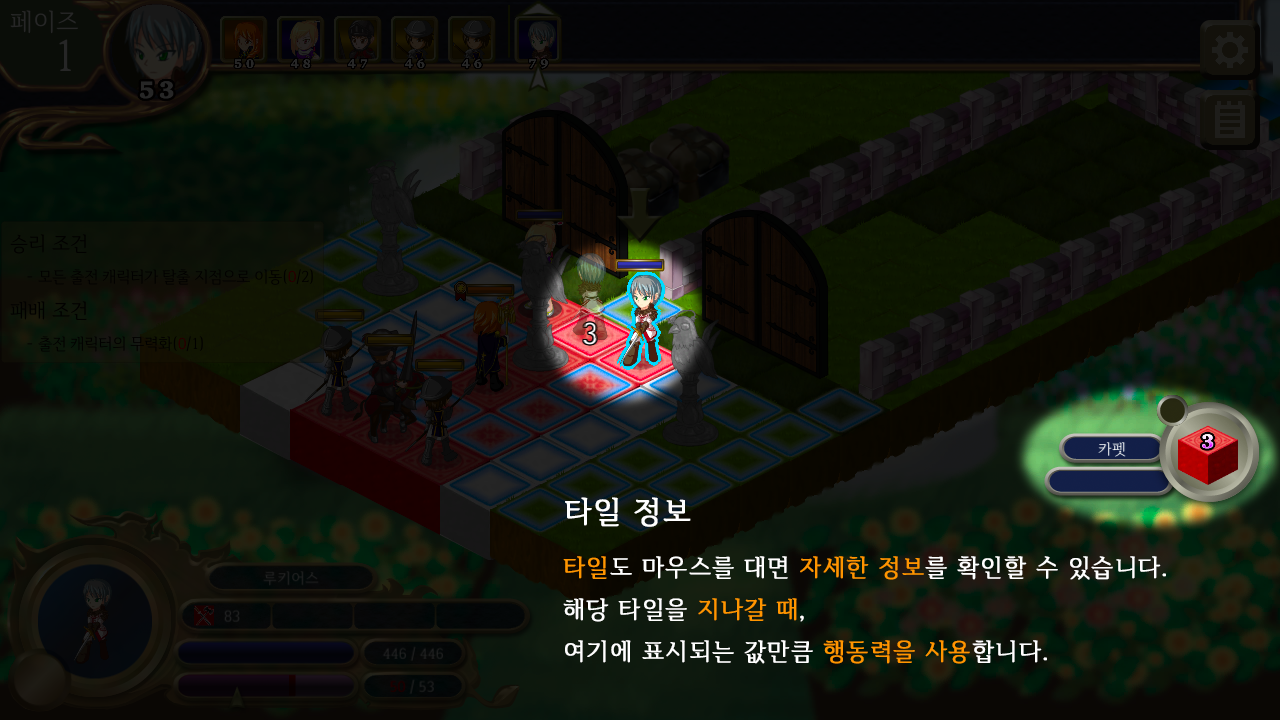 페이즈
1
53
50
48
47
46
46
79
승리 조건
- 모든 출전 캐릭터가 탈출 지점으로 이동(0/2)
패배 조건
- 출전 캐릭터의 무력화(0/1)
3
카펫
3
타일 정보
타일도 마우스를 대면 자세한 정보를 확인할 수 있습니다.
해당 타일을 지나갈 때,
여기에 표시되는 값만큼 행동력을 사용합니다.
루키어스
83
446 / 446
/ 53